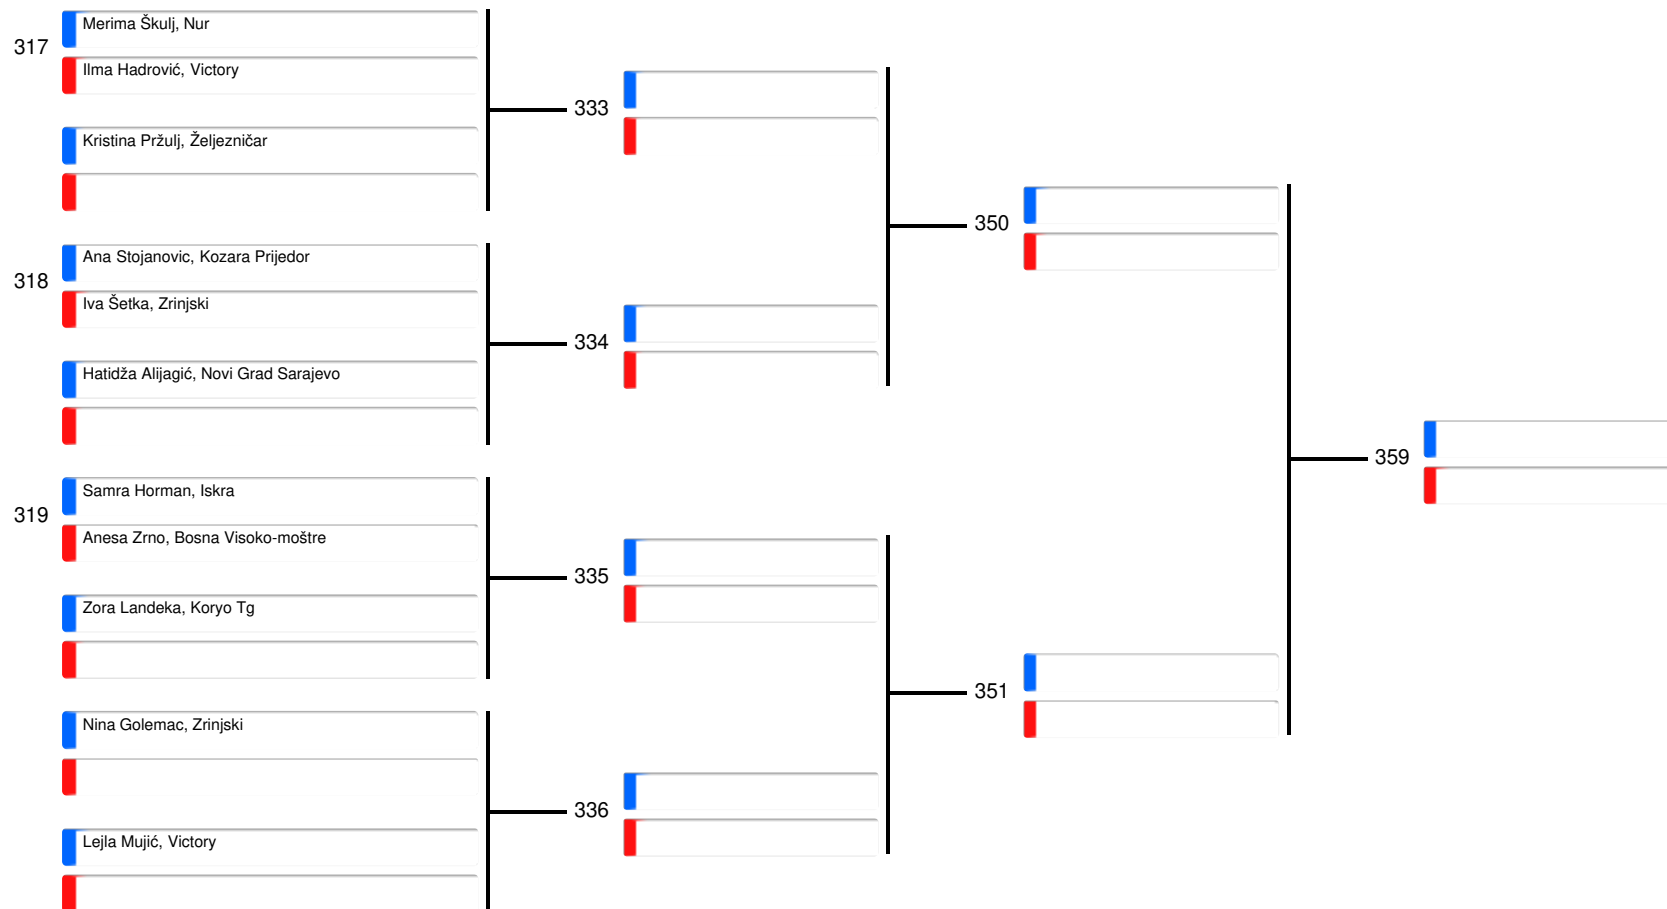 317
Merima Škulj, Nur
Ilma Hadrović, Victory
Kristina Pržulj, Željezničar
333
318
Ana Stojanovic, Kozara Prijedor
Iva Šetka, Zrinjski
Hatidža Alijagić, Novi Grad Sarajevo
334
350
319
Samra Horman, Iskra
Anesa Zrno, Bosna Visoko-moštre
Zora Landeka, Koryo Tg
335
Nina Golemac, Zrinjski
Lejla Mujić, Victory
336
351
359